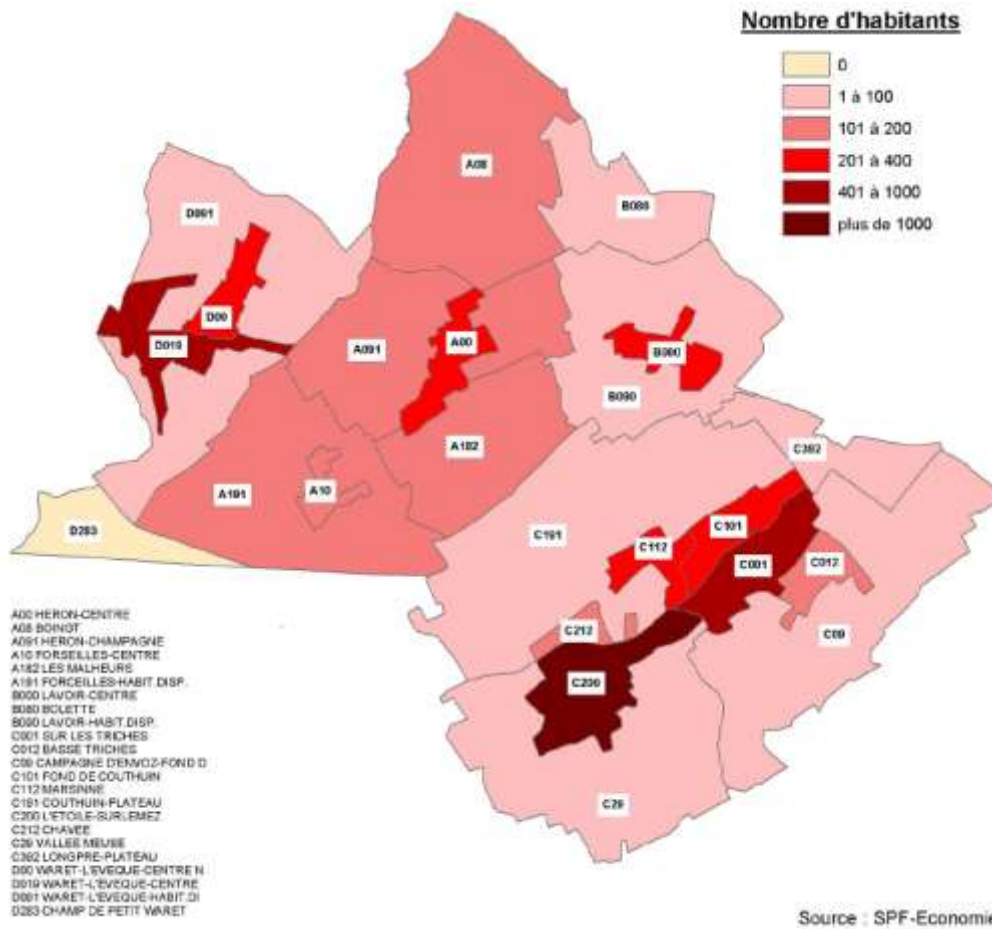 Nombre d'habitants
0
1 à 100
101 à 200
201 à 400
401 à 1000
plus de 1000
A08
B080
D091
D00
D019
A00
A091
B000
B090
A182
C392
A191
A10
D283
C101
C191
C112
C001
C012
C212
C09
C200
C29
A00 HERON-CENTRE
A08 BOINGT
A091 HERON-CHAMPAGNE
A10 FORSEILLES-CENTRE
A182 LES MALHEURS
A191 FORCEILLES-HABIT.DISP.
B000 LAVOIR-CENTRE
B080 BOLETTE
B090 LAVOIR-HABIT.DISP.
C001 SUR LES TRICHES
C012 BASSE TRICHES
C09 CAMPAGNE D'ENVOZ-FOND D
C101 FOND DE COUTHUIN
C112 MARSINNE
C191 COUTHUIN-PLATEAU
C200 L'ETOILE-SURLEMEZ
C212 CHAVEE
C29 VALLEE MEUSE
C392 LONGPRE-PLATEAU
D00 WARET-L'EVEQUE-CENTRE N
D019 WARET-L'EVEQUE-CENTRE
D091 WARET-L'EVEQUE-HABIT.DI
D283 CHAMP DE PETIT WARET
Source : SPF-Economie